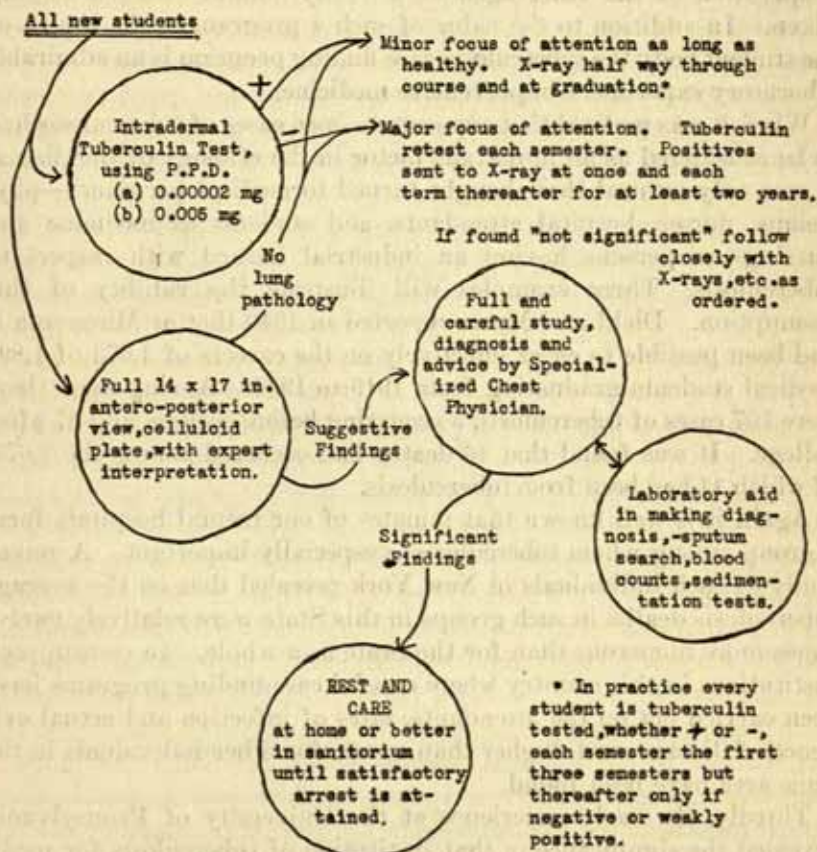 All new students
+
Minor focus of attention as long as
healthy. X-ray half way through
course and at graduation.*
Intradermal
Tuberculin Test,
using P.P.D.
(a) 0.00002 mg
(b) 0.005 mg
-
Major focus of attention. Tuberculin
retest each semester. Positives
sent to X-ray at once and each
term thereafter for at least two years.
If found "not significant" follow
closely with
X-rays,etc.as
ordered.
No
lung
pathology
Full and
careful study,
diagnosis and
advice by Special-
ized Chest
Physician.
Full 14 x 17 in.
antero-posterior
view,celluloid
plate,with expert
interpretation.
Suggestive
Findings
Laboratory aid
in making diag-
nosis,-sputum
search,blood
counts,sedimen-
tation tests.
Significant
Findings
REST AND
CARE
at home or better
in sanitorium
until satisfactory
arrest is at-
tained.
* In practice every
student is tuberculin
tested,whether + or -,
each semester the first
three semesters but
thereafter only if
negative or weakly
positive.